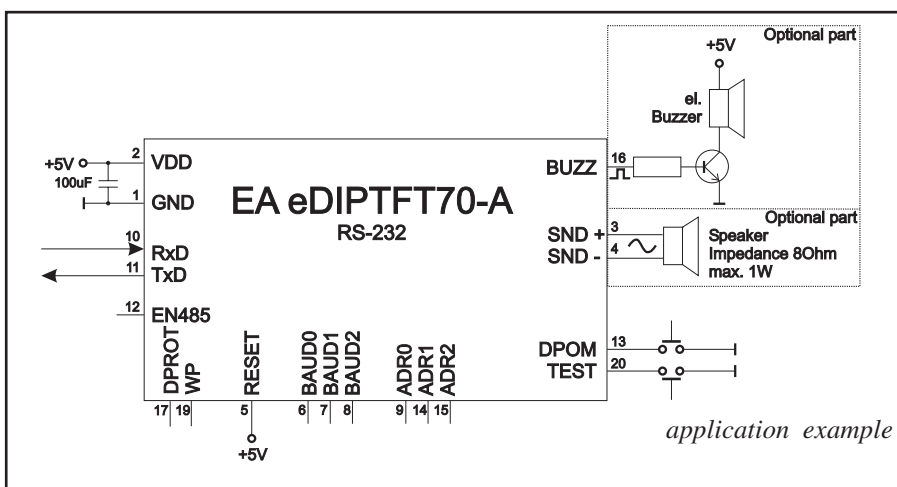 Optional part
+5V
el.
Buzzer
2
+5V
VDD
100uF
1
GND
EA eDIPTFT70-A
RS-232
BUZZ
16
Optional part
SND +
3
SND -
4
Speaker
Impedance 8Ohm
max. 1W
10
RxD
11
TxD
12
EN485
DPROT
WP
RESET
BAUD0
BAUD1
BAUD2
ADR0
ADR1
ADR2
DPOM
13
TEST
20
17
19
5
6
7
8
9
14
15
+5V
application example